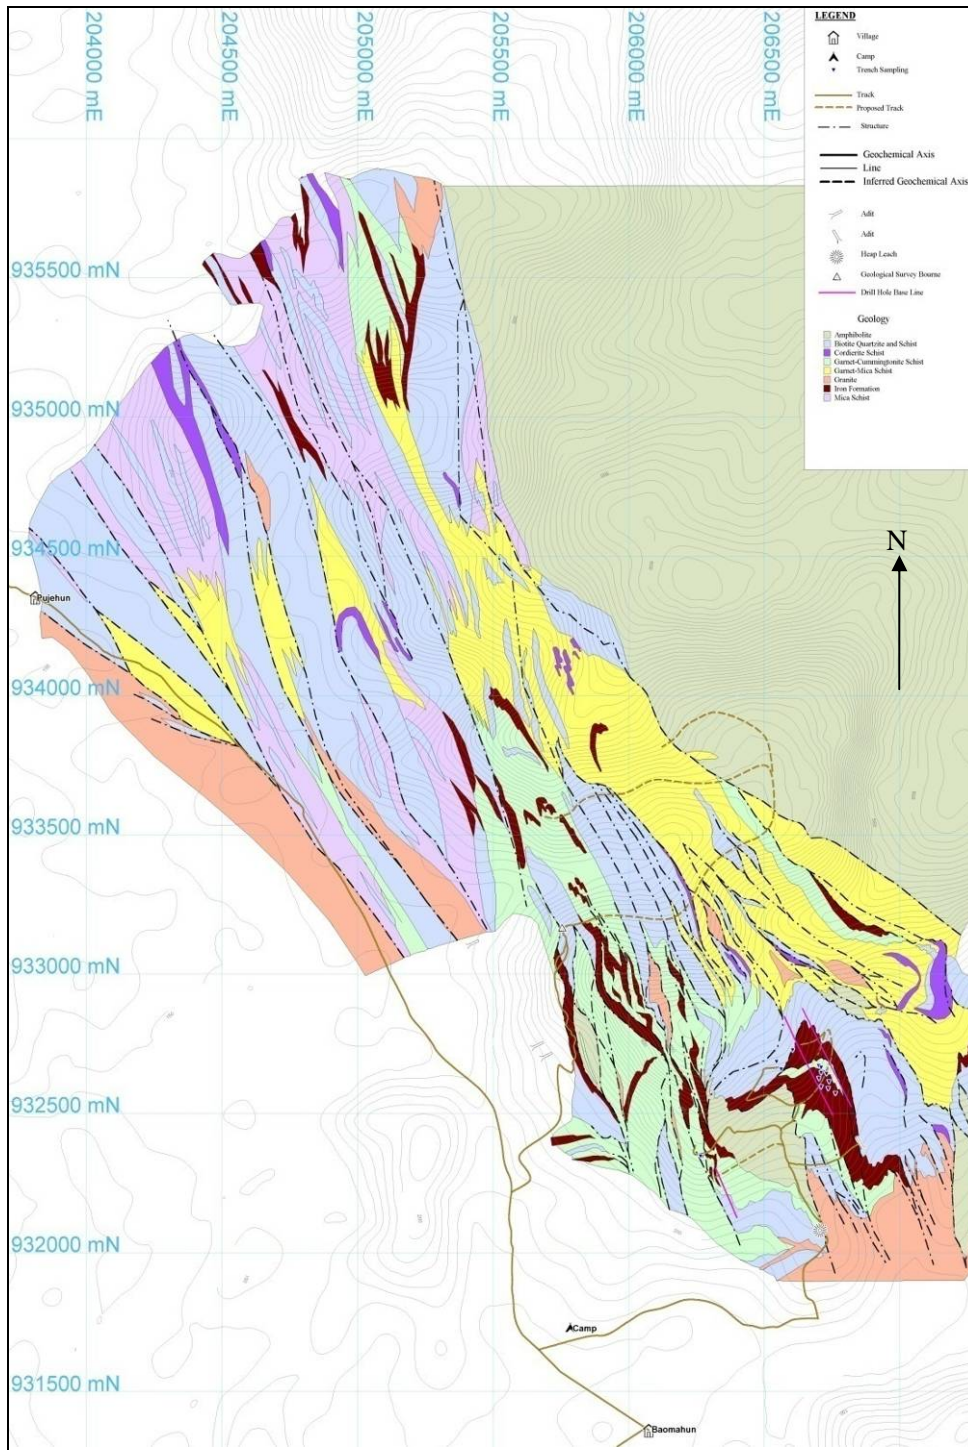 204000 mE
204500 mE
205000 mE
205500 mE
206000 mE
206500 mE
LEGEND
Village
Camp
Trench Sampling
Track
Proposed Track
Structure
Geochemical Axis
Line
Inferred Geochemical Axis
Adit
Adit
Heap Leach
Geological Survey Bourne
Drill Hole Base Line
Geology
Amphibolite
Biotite Quartzite and Schist
Cordierite Schist
Garnet-Cummingtonite Schist
Garnet-Mica Schist
Granite
Iron Formation
Mica Schist
935500 mN
935000 mN
934500 mN
N
Pujehun
934000 mN
933500 mN
933000 mN
932500 mN
932000 mN
Camp
931500 mN
Baomahun